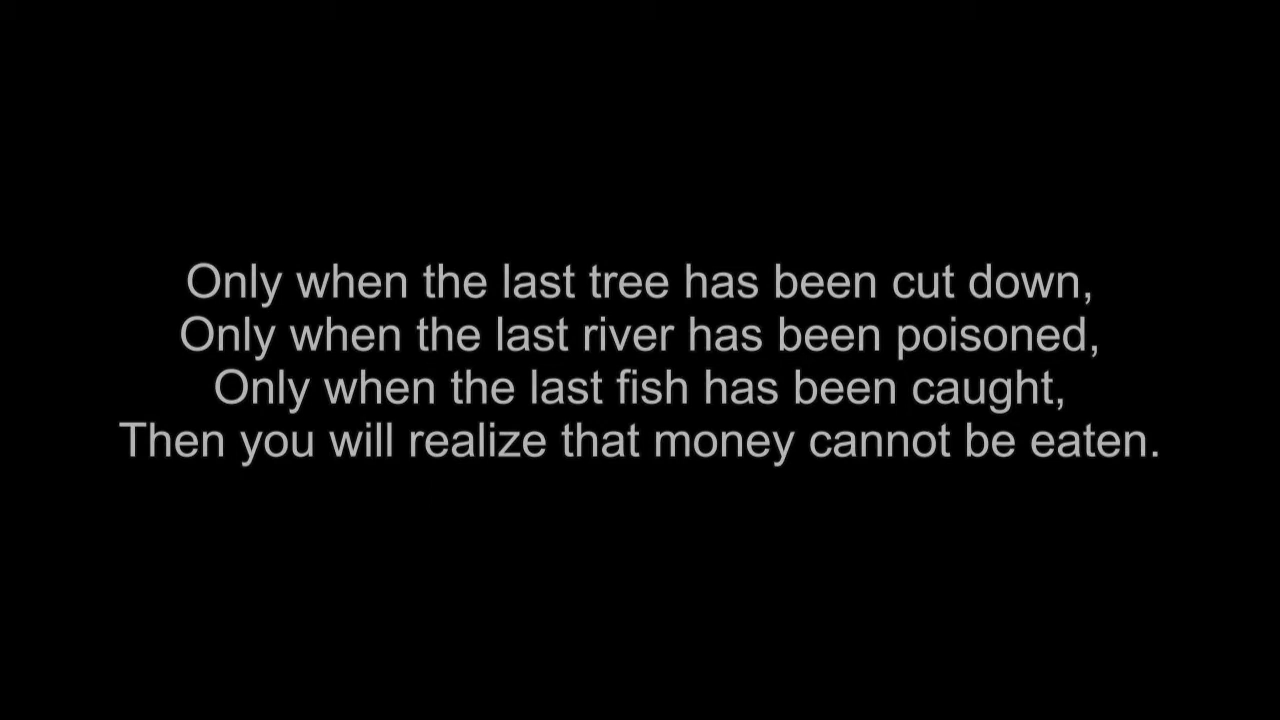 Only when the last tree has been cut down,
Only when the last river has been poisoned,
Only when the last fish has been caught,
Then you will realize that money cannot be eaten.